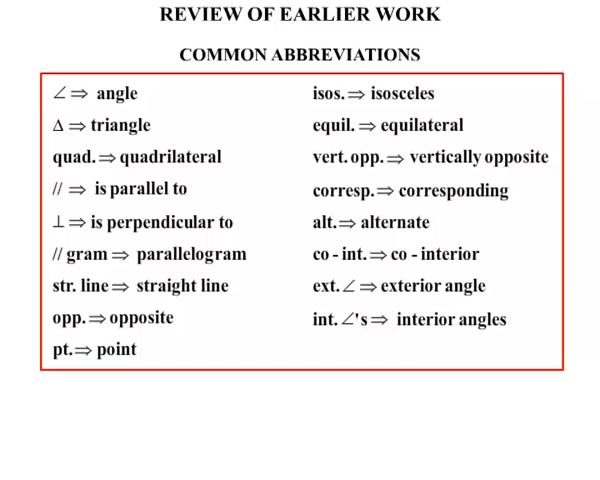 REVIEW OF EARLIER WORK
COMMON ABBREVIATIONS
∠ ⇒ angle
Δ ⇒ triangle
quad. ⇒ quadrilateral
// ⇒ is parallel to
⊥ ⇒ is perpendicular to
// gram ⇒ parallelogram
str. line ⇒ straight line
opp. ⇒ opposite
pt. ⇒ point
isos. ⇒ isosceles
equil. ⇒ equilateral
vert. opp. ⇒ vertically opposite
corresp. ⇒ corresponding
alt. ⇒ alternate
co - int. ⇒ co - interior
ext. ∠ ⇒ exterior angle
int. ∠'s ⇒ interior angles